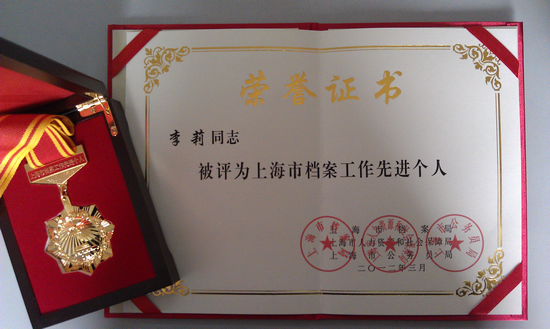 荣誉证书
李莉同志
被评为上海市档案工作先进个人
上海市档案局
上海市人力资源和社会保障局
上海市公务员局
二〇一二年三月